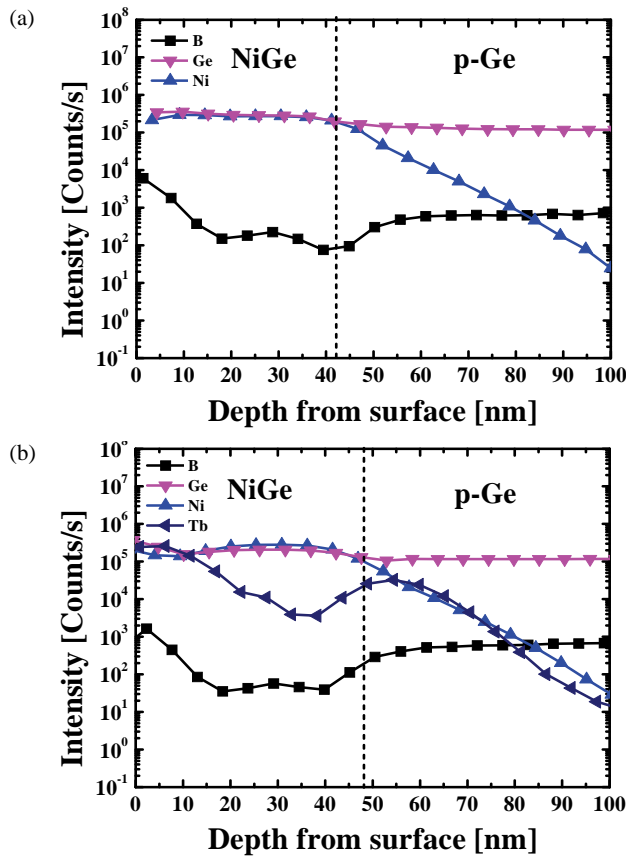 (a)
10^8
10^7
10^6
10^5
10^4
10^3
10^2
10^1
10^0
10^-1
Intensity [Counts/s]
B
Ge
Ni
NiGe
p-Ge
0 10 20 30 40 50 60 70 80 90 100
Depth from surface [nm]
(b)
10^8
10^7
10^6
10^5
10^4
10^3
10^2
10^1
10^0
10^-1
Intensity [Counts/s]
B
Ge
Ni
Tb
NiGe
p-Ge
0 10 20 30 40 50 60 70 80 90 100
Depth from surface [nm]